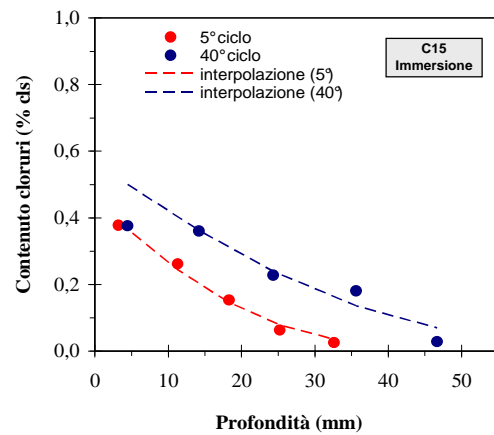 5° ciclo
40° ciclo
interpolazione (5°)
interpolazione (40°)
C15
Immersione
Contenuto cloruri (% cls)
1,0
0,8
0,6
0,4
0,2
0,0
0 10 20 30 40 50
Profondità (mm)